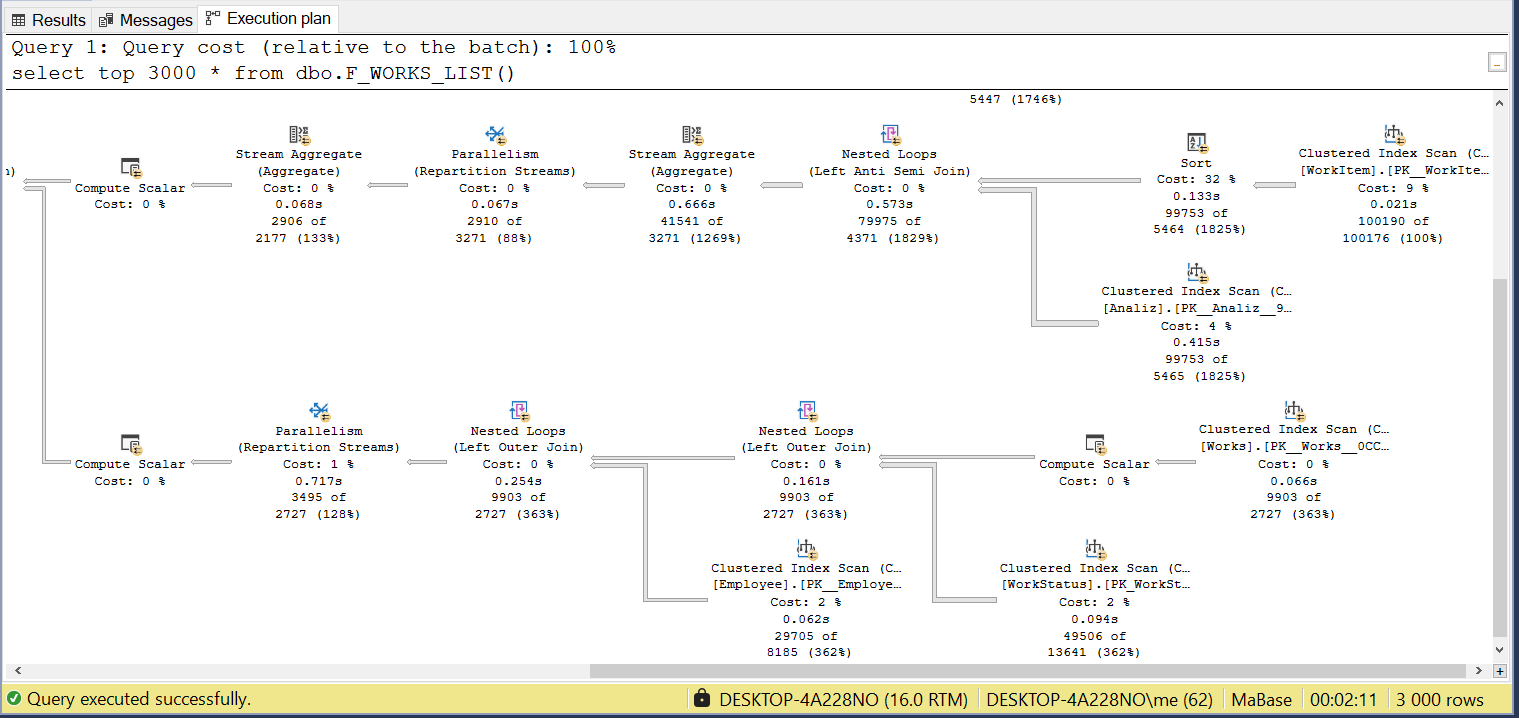 Results Messages Execution plan
Query 1: Query cost (relative to the batch): 100%
select top 3000 * from dbo.F_WORKS_LIST()
5447 (1746%)
)
Compute Scalar
Cost: 0 %
Stream Aggregate
(Aggregate)
Cost: 0 %
0.068s
2906 of
2177 (133%)
Parallelism
(Repartition Streams)
Cost: 0 %
0.067s
2910 of
3271 (88%)
Stream Aggregate
(Aggregate)
Cost: 0 %
0.666s
41541 of
3271 (1269%)
Nested Loops
(Left Anti Semi Join)
Cost: 0 %
0.573s
79975 of
4371 (1829%)
Sort
Cost: 32 %
0.133s
99753 of
5464 (1825%)
Clustered Index Scan (C…
[WorkItem].[PK__WorkIte…
Cost: 9 %
0.021s
100190 of
100176 (100%)
Clustered Index Scan (C…
[Analiz].[PK__Analiz__9…
Cost: 4 %
0.415s
99753 of
5465 (1825%)
Compute Scalar
Cost: 0 %
Parallelism
(Repartition Streams)
Cost: 1 %
0.717s
3495 of
2727 (128%)
Nested Loops
(Left Outer Join)
Cost: 0 %
0.254s
9903 of
2727 (363%)
Nested Loops
(Left Outer Join)
Cost: 0 %
0.161s
9903 of
2727 (363%)
Compute Scalar
Cost: 0 %
Clustered Index Scan (C…
[Works].[PK__Works__0CC…
Cost: 0 %
0.066s
9903 of
2727 (363%)
Clustered Index Scan (C…
[Employee].[PK__Employe…
Cost: 2 %
0.062s
29705 of
8185 (362%)
Clustered Index Scan (C…
[WorkStatus].[PK_WorkSt…
Cost: 2 %
0.094s
49506 of
13641 (362%)
Query executed successfully. DESKTOP-4A228NO (16.0 RTM) DESKTOP-4A228NO\me (62) MaBase 00:02:11 3 000 rows